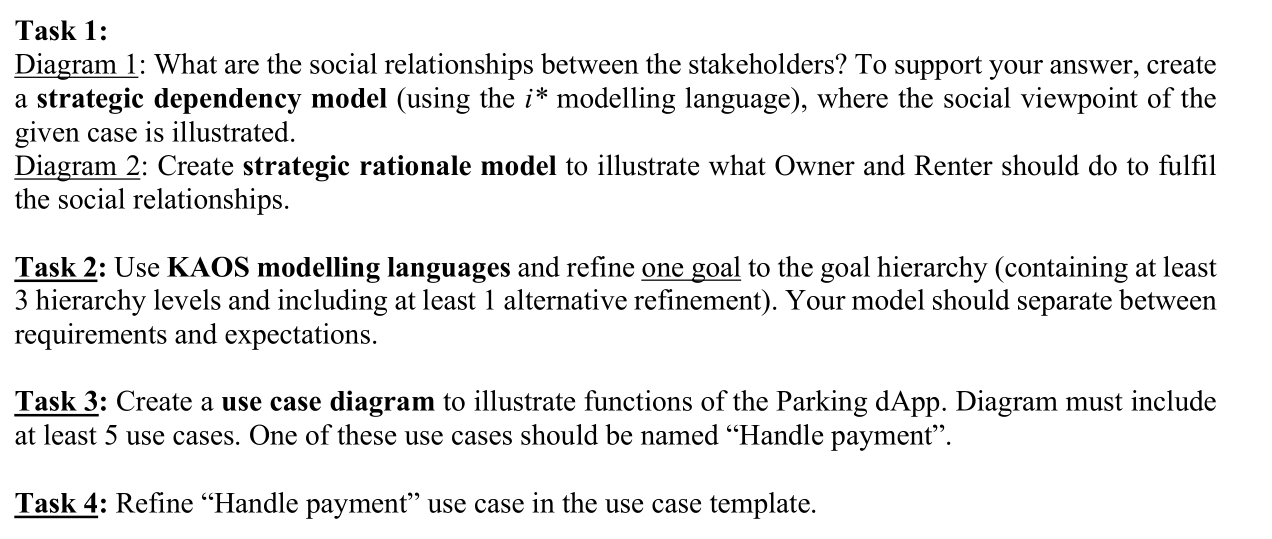 Task 1:
Diagram 1: What are the social relationships between the stakeholders? To support your answer, create
a strategic dependency model (using the i* modelling language), where the social viewpoint of the
given case is illustrated.
Diagram 2: Create strategic rationale model to illustrate what Owner and Renter should do to fulfil
the social relationships.
Task 2: Use KAOS modelling languages and refine one goal to the goal hierarchy (containing at least
3 hierarchy levels and including at least 1 alternative refinement). Your model should separate between
requirements and expectations.
Task 3: Create a use case diagram to illustrate functions of the Parking dApp. Diagram must include
at least 5 use cases. One of these use cases should be named “Handle payment”.
Task 4: Refine “Handle payment” use case in the use case template.